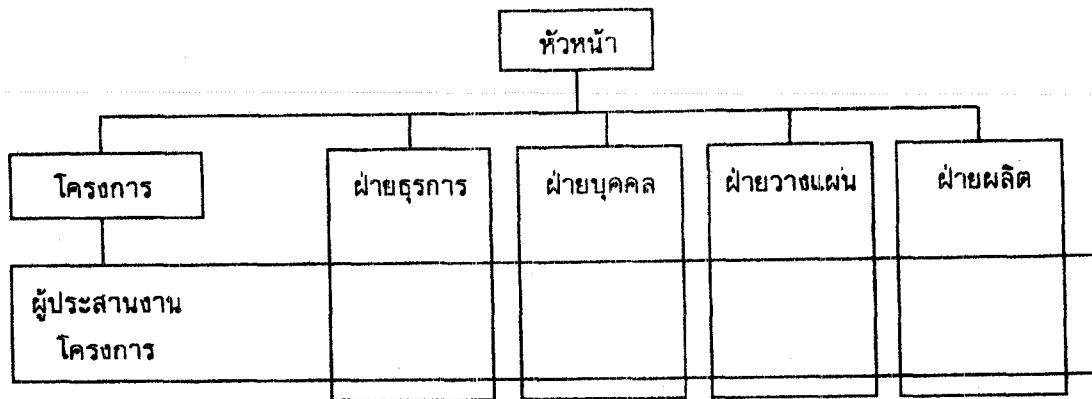 หัวหน้า
โครงการ
ฝ่ายธุรการ
ฝ่ายบุคคล
ฝ่ายวางแผ่น
ฝ่ายผลิต
ผู้ประสานงาน
โครงการ